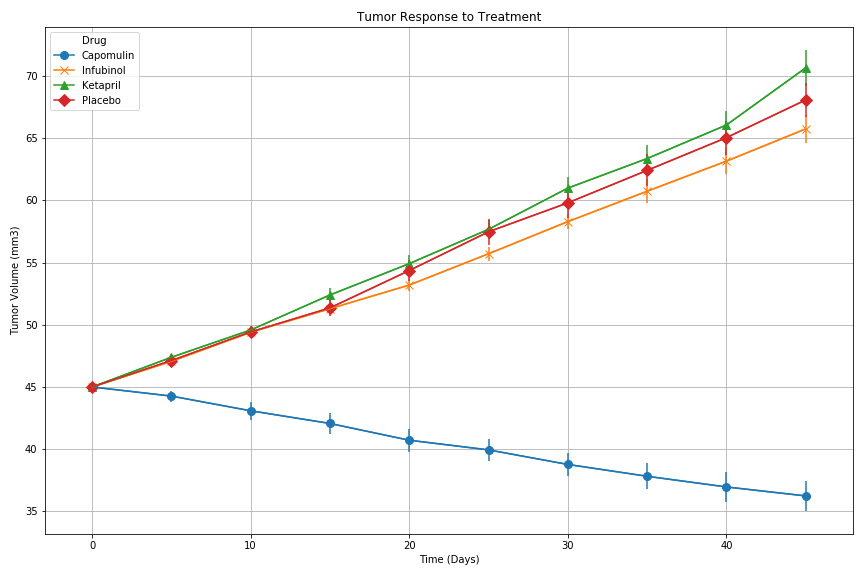 Tumor Response to Treatment
Drug
Capomulin
Infubinol
Ketapril
Placebo
Tumor Volume (mm3)
70
65
60
55
50
45
40
35
0 10 20 30 40
Time (Days)